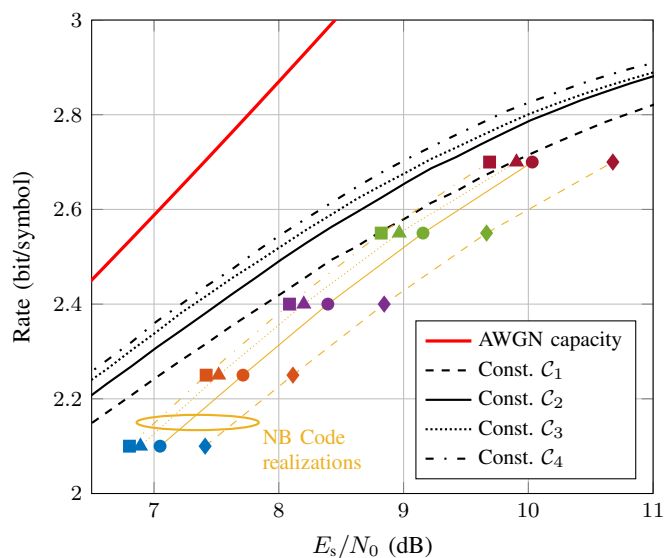 3
2.8
2.6
2.4
2.2
2
Rate (bit/symbol)
AWGN capacity
Const. C1
Const. C2
Const. C3
Const. C4
NB Code
realizations
7 8 9 10 11
Es/N0 (dB)